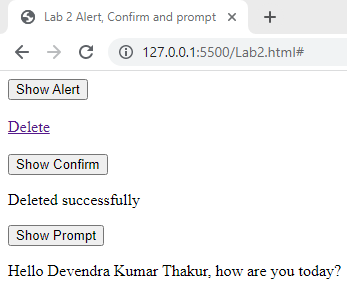 Lab 2 Alert, Confirm and prompt
127.0.0.1:5500/Lab2.html#
Show Alert
Delete
Show Confirm
Deleted successfully
Show Prompt
Hello Devendra Kumar Thakur, how are you today?